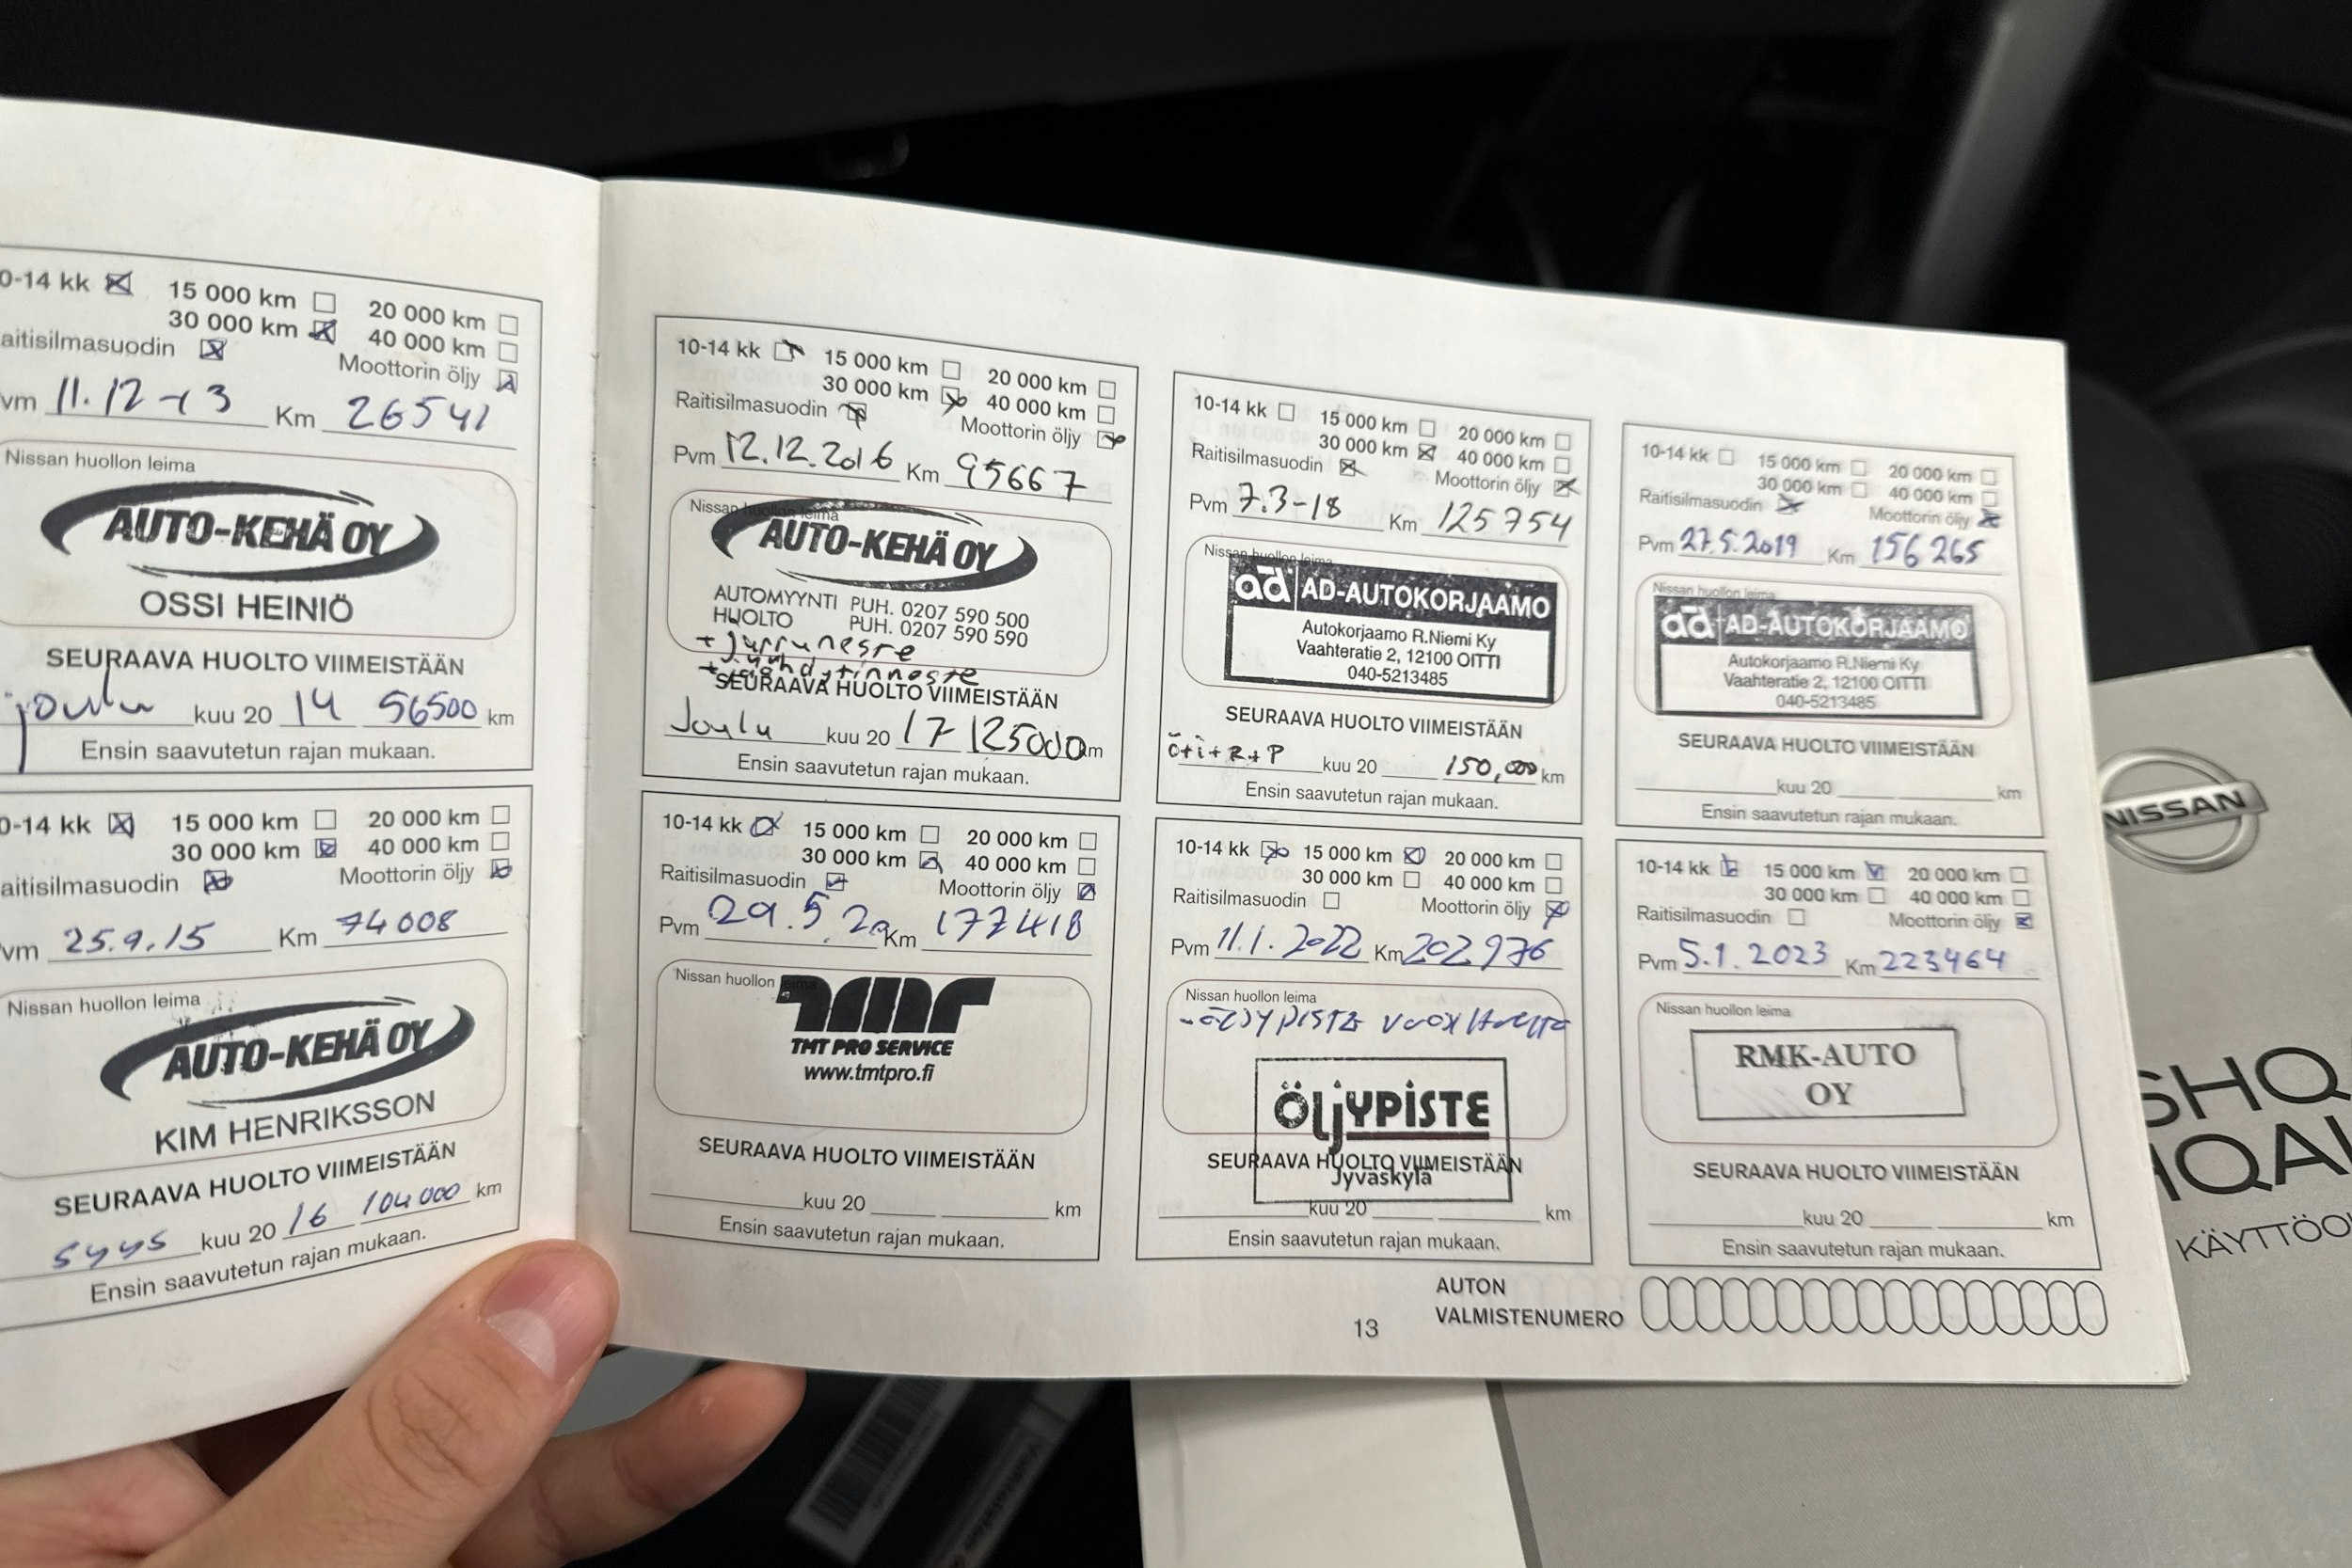 0-14 kk 15 000 km 20 000 km
30 000 km 40 000 km
aitisilmasuodin Moottorin öljy
vm 11.12-13 Km 26541
Nissan huollon leima
AUTO-KEHÄ OY
OSSI HEINIÖ
SEURAAVA HUOLTO VIIMEISTÄÄN
joulu kuu 20 14 56500 km
Ensin saavutetun rajan mukaan.
0-14 kk 15 000 km 20 000 km
30 000 km 40 000 km
aitisilmasuodin Moottorin öljy
vm 25.9.15 Km 74008
Nissan huollon leima
AUTO-KEHÄ OY
KIM HENRIKSSON
SEURAAVA HUOLTO VIIMEISTÄÄN
syys kuu 20 16 104000 km
Ensin saavutetun rajan mukaan.
10-14 kk 15 000 km 20 000 km
30 000 km 40 000 km
Raitisilmasuodin Moottorin öljy
Pvm 12.12.2016 Km 95667
Nissan huollon leima
AUTO-KEHÄ OY
AUTOMYYNTI PUH. 0207 590 500
HUOLTO PUH. 0207 590 590
+ Jarruneste
+ Jäähdytinneste
SEURAAVA HUOLTO VIIMEISTÄÄN
Joulu kuu 20 17 125000 km
Ensin saavutetun rajan mukaan.
10-14 kk 15 000 km 20 000 km
30 000 km 40 000 km
Raitisilmasuodin Moottorin öljy
Pvm 29.5.20 Km 177418
Nissan huollon leima
TMT
TMT PRO SERVICE
www.tmtpro.fi
SEURAAVA HUOLTO VIIMEISTÄÄN
kuu 20 km
Ensin saavutetun rajan mukaan.
10-14 kk 15 000 km 20 000 km
30 000 km 40 000 km
Raitisilmasuodin Moottorin öljy
Pvm 7.3-18 Km 125754
Nissan huollon leima
ad AD-AUTOKORJAAMO
Autokorjaamo R.Niemi Ky
Vaahteratie 2, 12100 OITTI
040-5213485
SEURAAVA HUOLTO VIIMEISTÄÄN
ö+i+R+P kuu 20 150,000 km
Ensin saavutetun rajan mukaan.
10-14 kk 15 000 km 20 000 km
30 000 km 40 000 km
Raitisilmasuodin Moottorin öljy
Pvm 11.1.2022 Km 202976
Nissan huollon leima
ÖLJYPISTE
Jyväskylä
SEURAAVA HUOLTO VIIMEISTÄÄN
kuu 20 km
Ensin saavutetun rajan mukaan.
10-14 kk 15 000 km 20 000 km
30 000 km 40 000 km
Raitisilmasuodin Moottorin öljy
Pvm 27.5.2019 Km 156265
Nissan huollon leima
ad AD-AUTOKORJAAMO
Autokorjaamo R.Niemi Ky
Vaahteratie 2, 12100 OITTI
040-5213485
SEURAAVA HUOLTO VIIMEISTÄÄN
kuu 20 km
Ensin saavutetun rajan mukaan.
10-14 kk 15 000 km 20 000 km
30 000 km 40 000 km
Raitisilmasuodin Moottorin öljy
Pvm 5.1.2023 Km 223464
Nissan huollon leima
RMK-AUTO
OY
SEURAAVA HUOLTO VIIMEISTÄÄN
kuu 20 km
Ensin saavutetun rajan mukaan.
13
AUTON
VALMISTENUMERO
NISSAN
SHQ
QAI
KÄYTTÖO